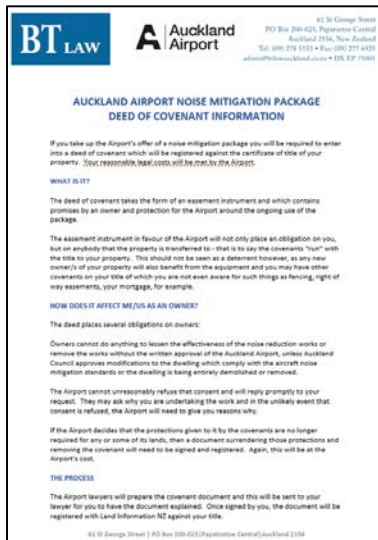 BT LAW
Auckland
Airport
61 St George Street
PO Box 200-025, Papatoetoe Central
Auckland 2156, New Zealand
Tel. (09) 278 5153 • Fax: (09) 277 6925
AUCKLAND AIRPORT NOISE MITIGATION PACKAGE
DEED OF COVENANT INFORMATION
If you take up the Airport's offer of a noise mitigation package you will be required to enter
into a deed of covenant which will be registered against the certificate of title of your
property. Your reasonable legal costs will be met by the Airport.
WHAT IS IT?
The deed of covenant takes the form of an easement instrument and which contains
promises by an owner and protection for the Airport around the ongoing use of the
package.
The easement instrument in favour of the Airport will not only place an obligation on you,
but on anybody that the property is transferred to - that is to say the covenants "run" with
the title to your property. This should not be seen as a deterrent however, as any new
owner/s of your property will also benefit from the equipment and you may have other
covenants on your title of which you are not even aware for such things as fencing, right of
way easements, your mortgage, for example.
HOW DOES IT AFFECT ME/US AS AN OWNER?
The deed places several obligations on owners:
Owners cannot do anything to lessen the effectiveness of the noise reduction works or
remove the works without the written approval of the Auckland Airport, unless Auckland
Council approves modifications to the dwelling which comply with the aircraft noise
mitigation standards or the dwelling is being entirely demolished or removed.
The Airport cannot unreasonably refuse that consent and will reply promptly to your
request. They may ask why you are undertaking the work and in the unlikely event that
consent is refused, the Airport will need to give you reasons why.
If the Airport decides that the protections given to it by the covenants are no longer
required for any or some of its lands, then a document surrendering those protections and
removing the covenant will need to be signed and registered. Again, this will be at the
Airport's cost.
THE PROCESS
The Airport lawyers will prepare the covenant document and this will be sent to your
lawyer for you to have the document explained. Once signed by you, the document will be
registered with Land Information NZ against your title.
61 St George Street | PO Box 200-025|Papatoetoe Central|Auckland 2156